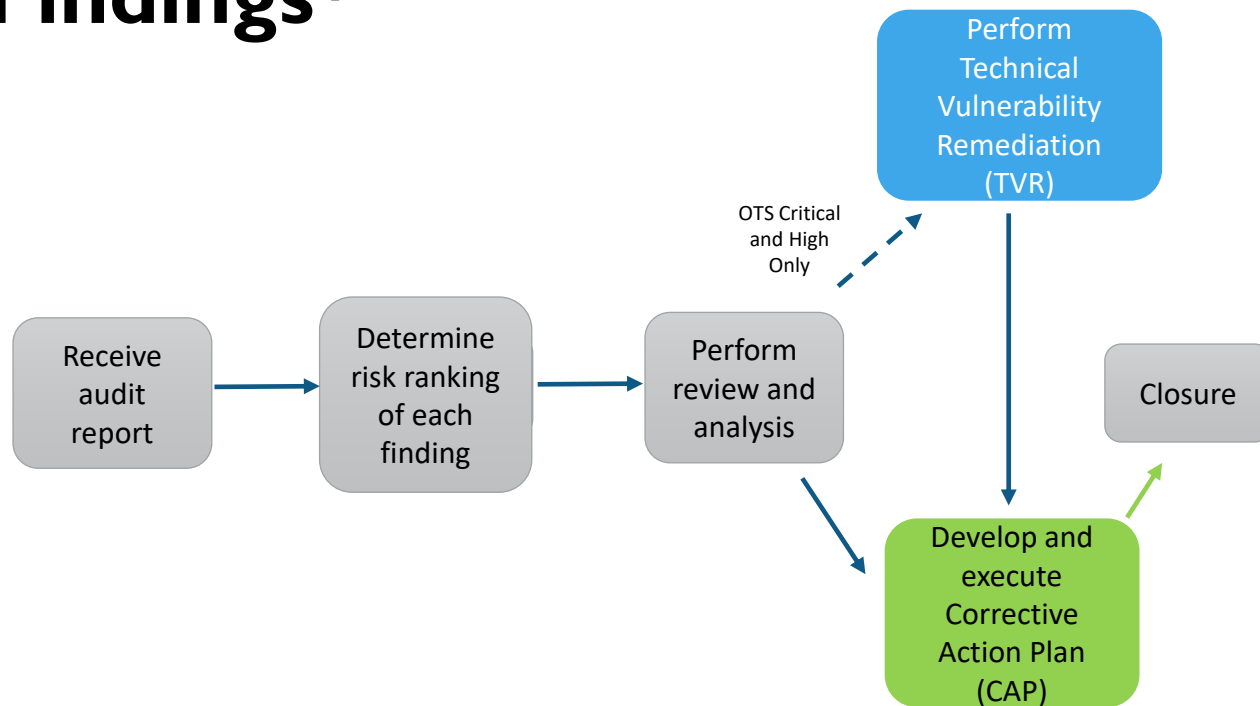 Findings
Perform
Technical
Vulnerability
Remediation
(TVR)
OTS Critical
and High
Only
Receive
audit
report
Determine
risk ranking
of each
finding
Perform
review and
analysis
Closure
Develop and
execute
Corrective
Action Plan
(CAP)